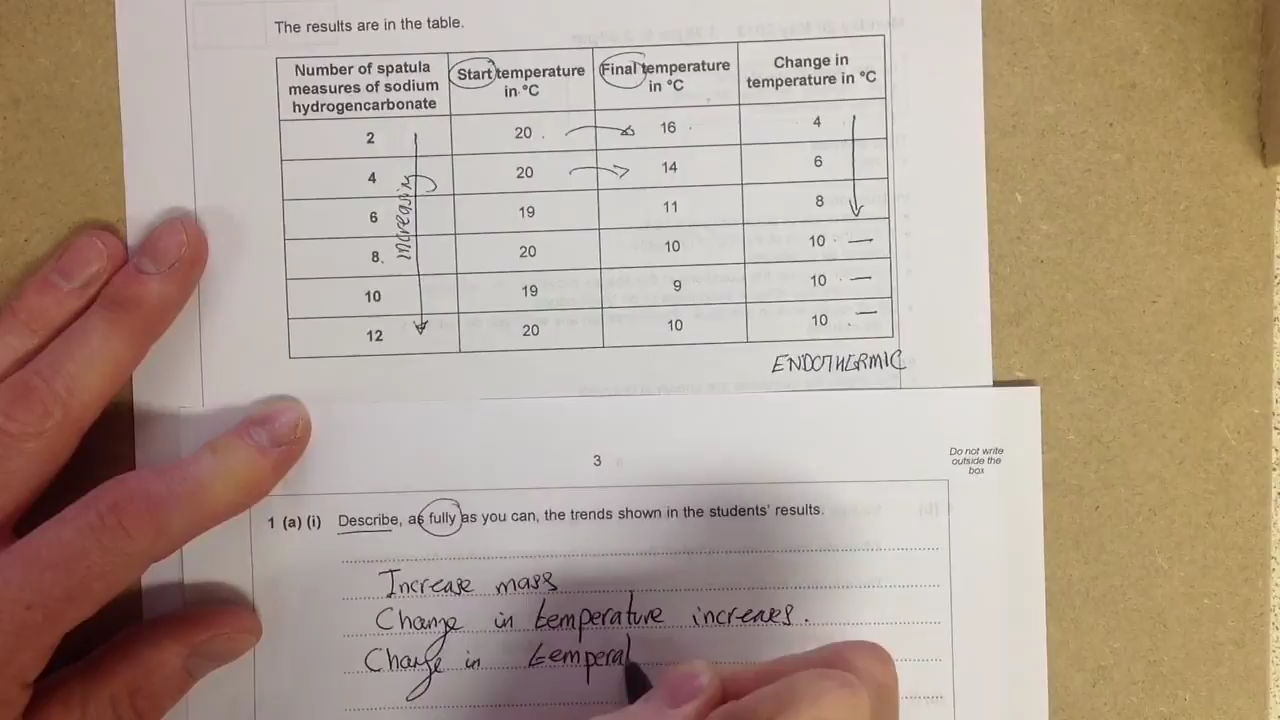 The results are in the table.
Number of spatula measures of sodium hydrogencarbonate
Start temperature in °C
Final temperature in °C
Change in temperature in °C
2 20 16 4
4 20 14 6
6 19 11 8
8 20 10 10
10 19 9 10
12 20 10 10
increasing
ENDOTHERMIC
3
Do not write
outside the
box
1 (a) (i) Describe, as fully as you can, the trends shown in the students' results.
Increase mass
Change in temperature increases.
Change in tempera